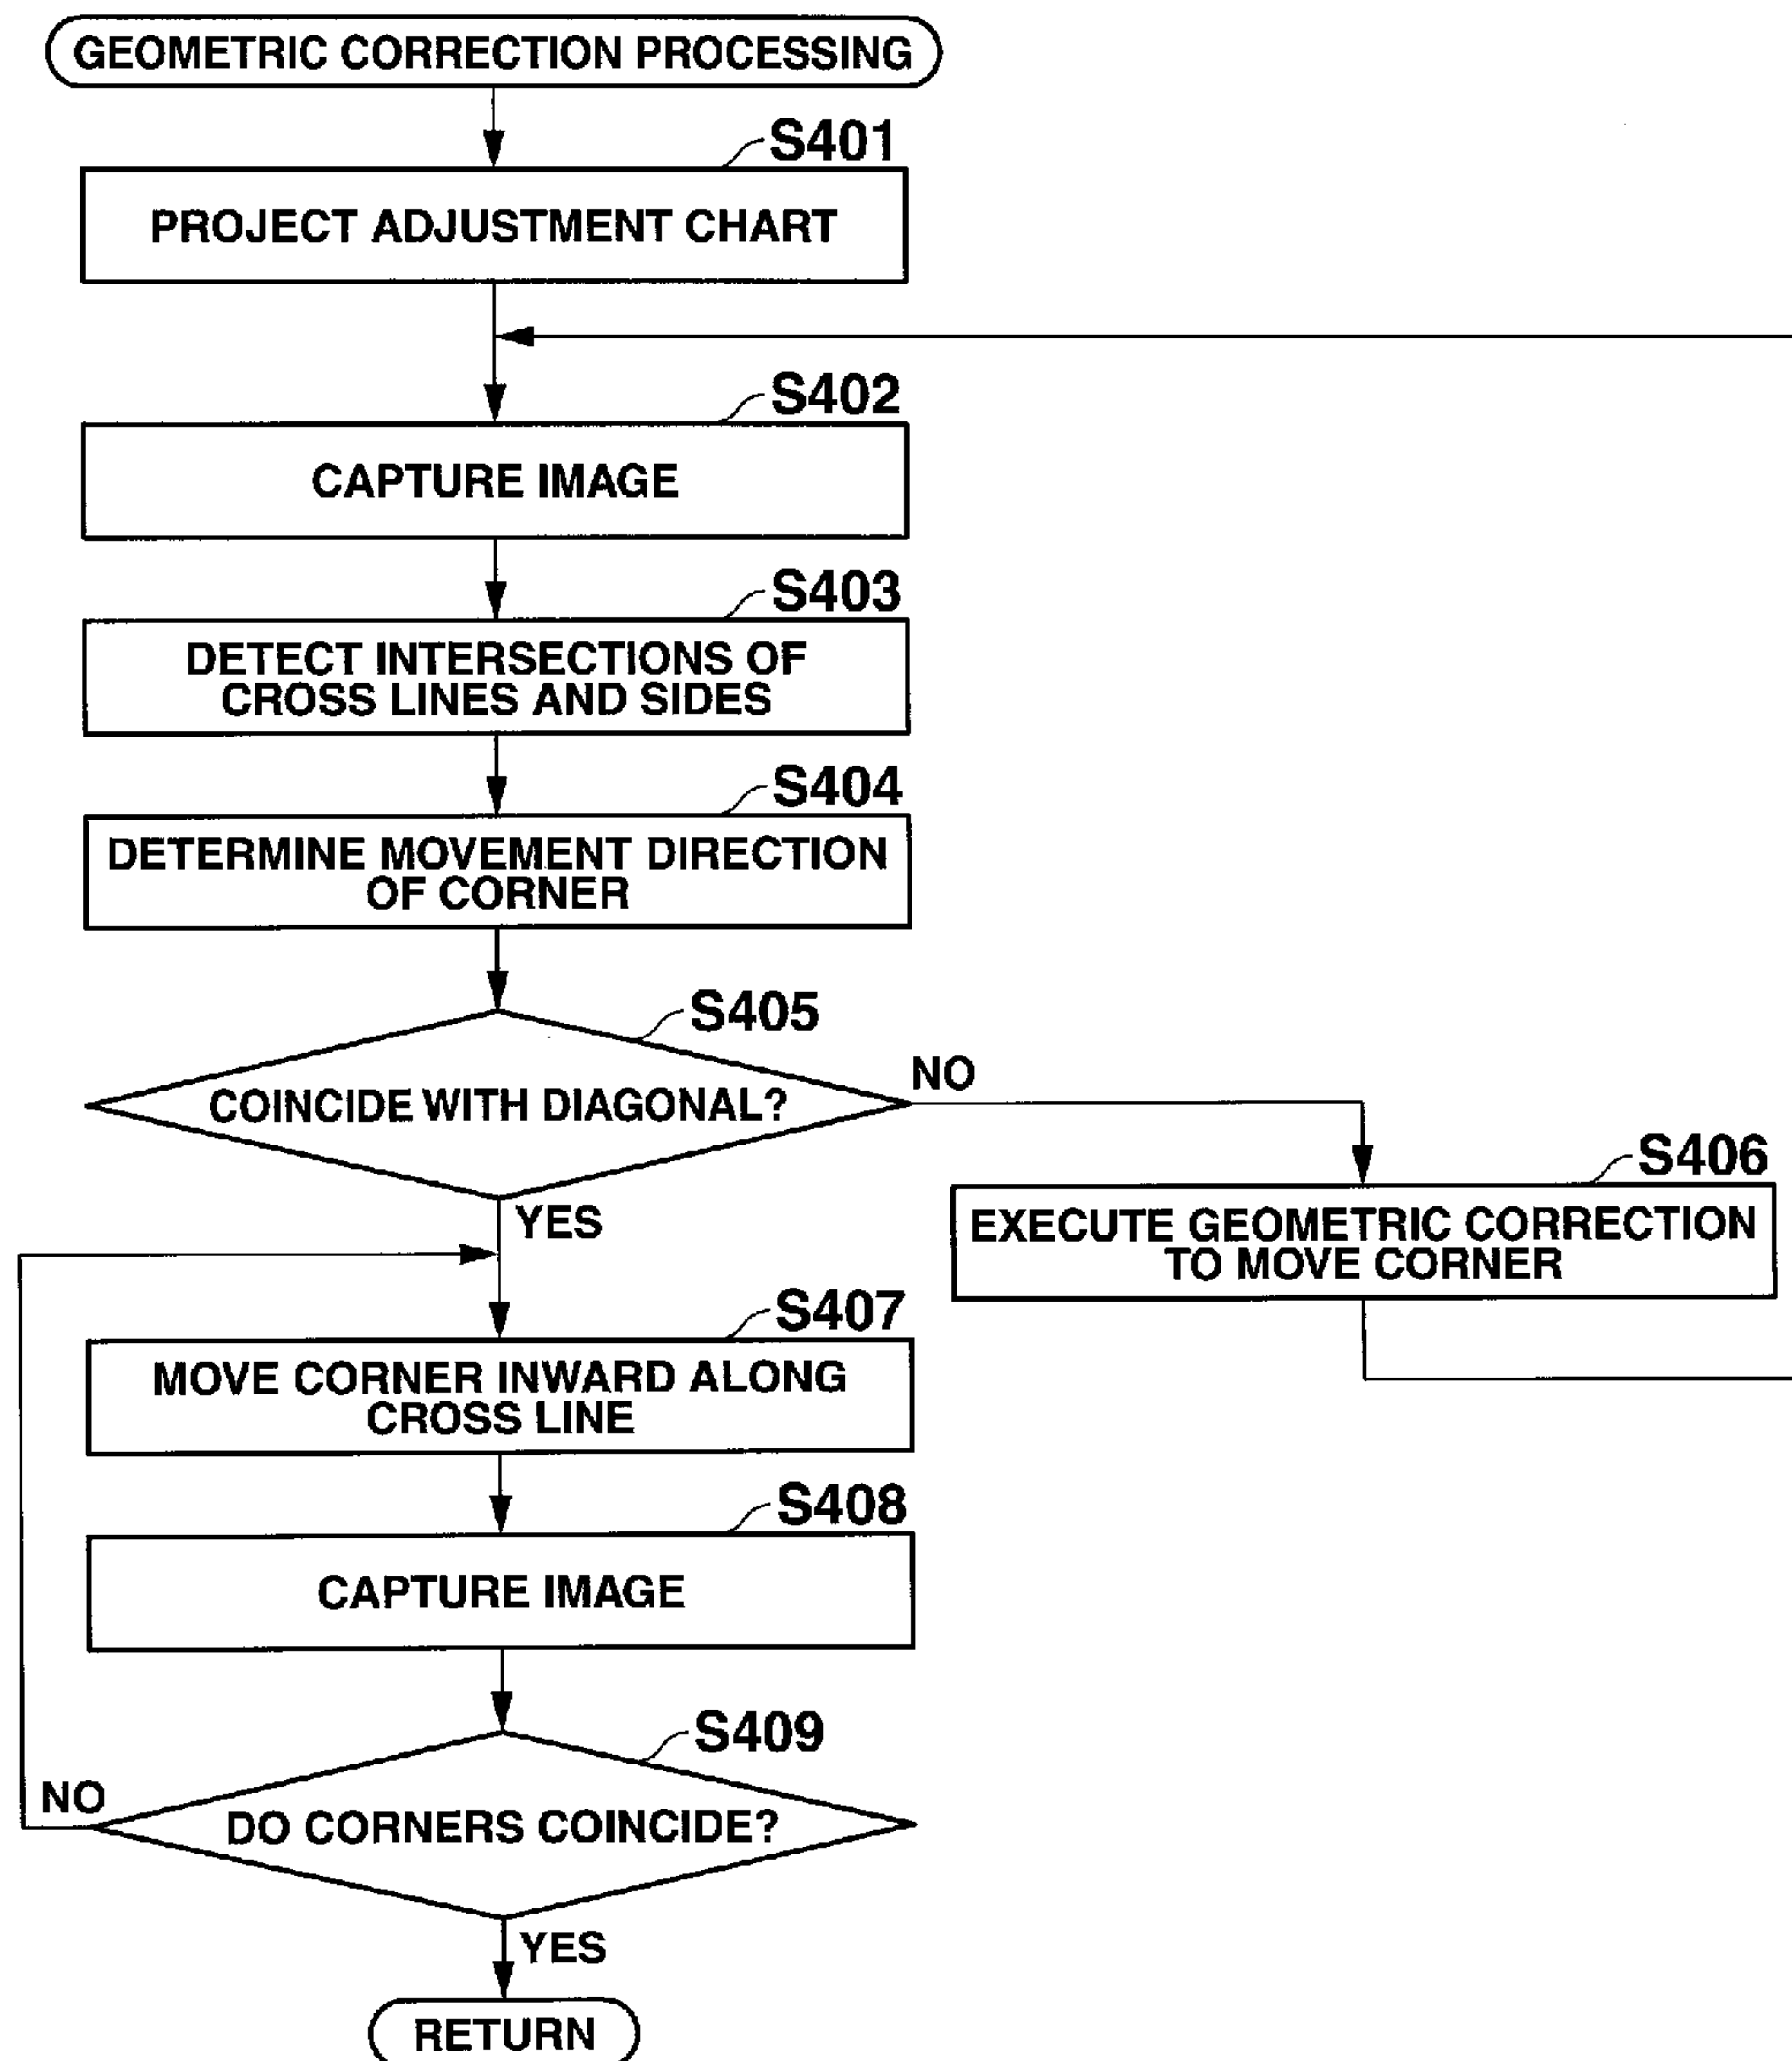 GEOMETRIC CORRECTION PROCESSING
S401
PROJECT ADJUSTMENT CHART
S402
CAPTURE IMAGE
S403
DETECT INTERSECTIONS OF
CROSS LINES AND SIDES
S404
DETERMINE MOVEMENT DIRECTION
OF CORNER
S405
COINCIDE WITH DIAGONAL?
NO
YES
S406
EXECUTE GEOMETRIC CORRECTION
TO MOVE CORNER
S407
MOVE CORNER INWARD ALONG
CROSS LINE
S408
CAPTURE IMAGE
S409
DO CORNERS COINCIDE?
NO
YES
RETURN